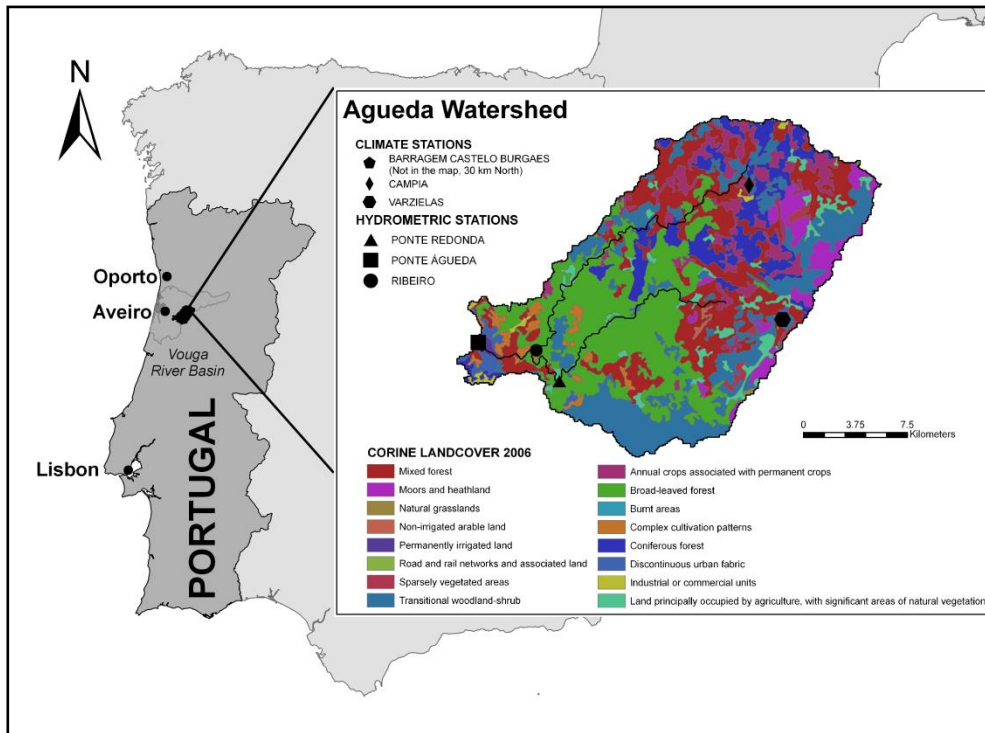 N
Oporto
Aveiro
Vouga
River Basin
Lisbon
PORTUGAL
Agueda Watershed
CLIMATE STATIONS
BARRAGEM CASTELO BURGAES
(Not in the map, 30 km North)
CAMPIA
VARZIELAS
HYDROMETRIC STATIONS
PONTE REDONDA
PONTE ÁGUEDA
RIBEIRO
0 3.75 7.5
Kilometers
CORINE LANDCOVER 2006
Mixed forest
Moors and heathland
Natural grasslands
Non-irrigated arable land
Permanently irrigated land
Road and rail networks and associated land
Sparsely vegetated areas
Transitional woodland-shrub
Annual crops associated with permanent crops
Broad-leaved forest
Burnt areas
Complex cultivation patterns
Coniferous forest
Discontinuous urban fabric
Industrial or commercial units
Land principally occupied by agriculture, with significant areas of natural vegetation